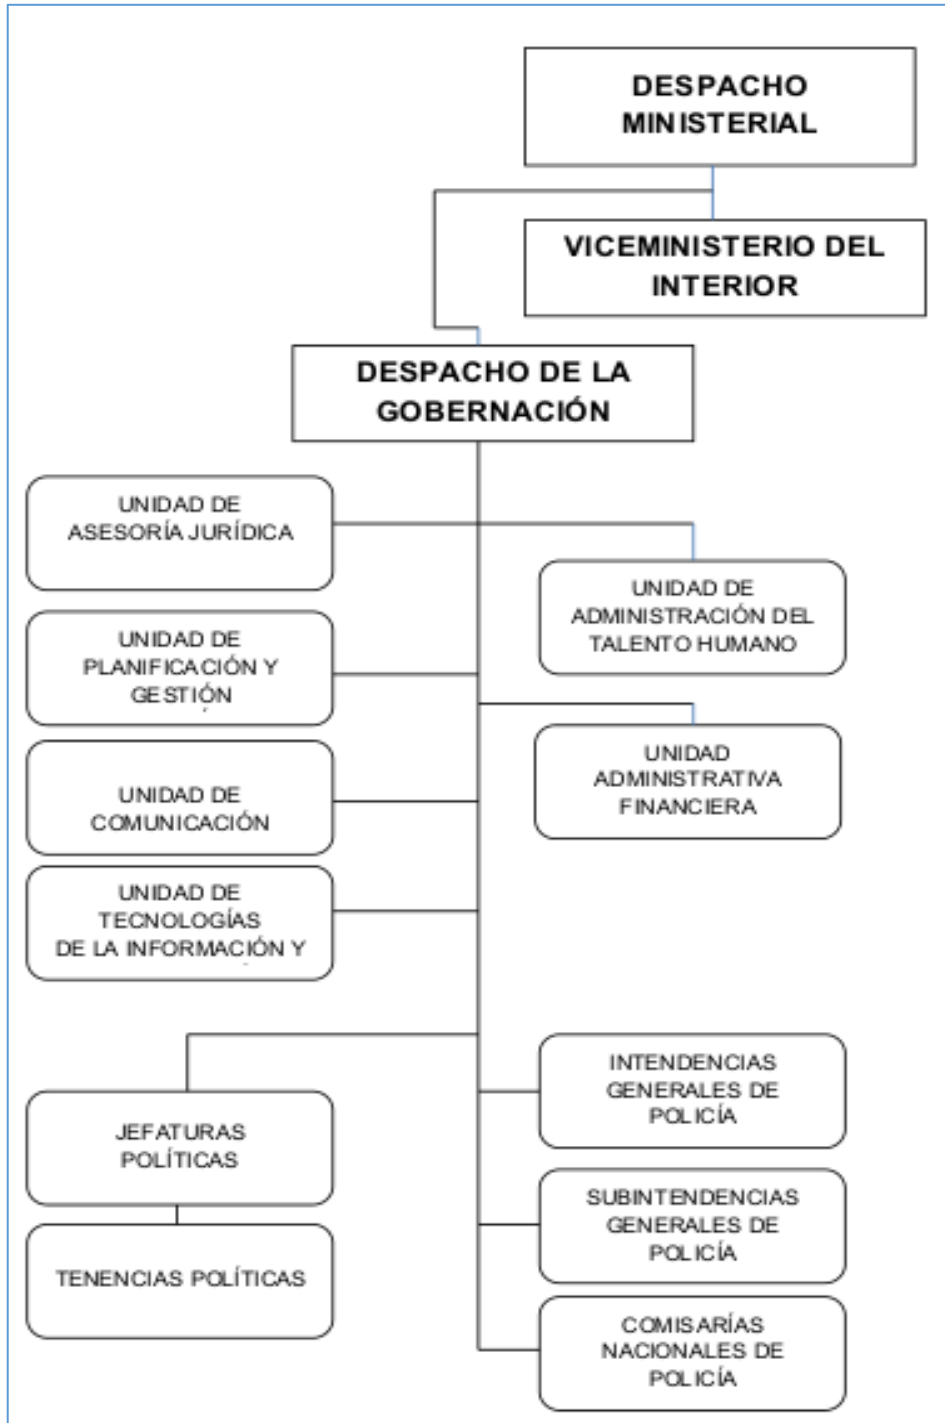 DESPACHO
MINISTERIAL
VICEMINISTERIO DEL
INTERIOR
DESPACHO DE LA
GOBERNACIÓN
UNIDAD DE
ASESORÍA JURÍDICA
UNIDAD DE
ADMINISTRACIÓN DEL
TALENTO HUMANO
UNIDAD DE
PLANIFICACIÓN Y
GESTIÓN
UNIDAD
ADMINISTRATIVA
FINANCIERA
UNIDAD DE
COMUNICACIÓN
UNIDAD DE
TECNOLOGÍAS
DE LA INFORMACIÓN Y
INTENDENCIAS
GENERALES DE
POLICÍA
JEFATURAS
POLÍTICAS
SUBINTENDENCIAS
GENERALES DE
POLICÍA
TENENCIAS POLÍTICAS
COMISARÍAS
NACIONALES DE
POLICÍA